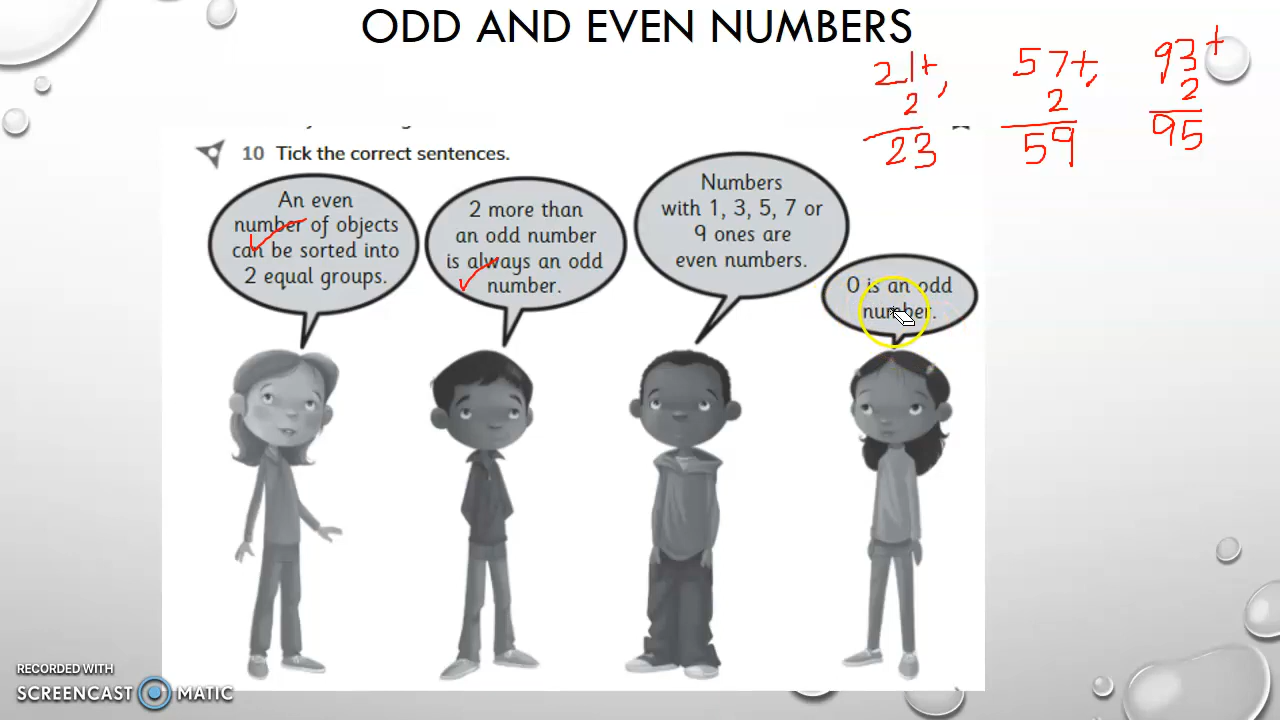 ODD AND EVEN NUMBERS
21+,
2
23
57+,
2
59
93+
2
95
10 Tick the correct sentences.
An even
number of objects
can be sorted into
2 equal groups.
2 more than
an odd number
is always an odd
number.
Numbers
with 1, 3, 5, 7 or
9 ones are
even numbers.
0 is an odd
number.
RECORDED WITH
SCREENCAST MATIC